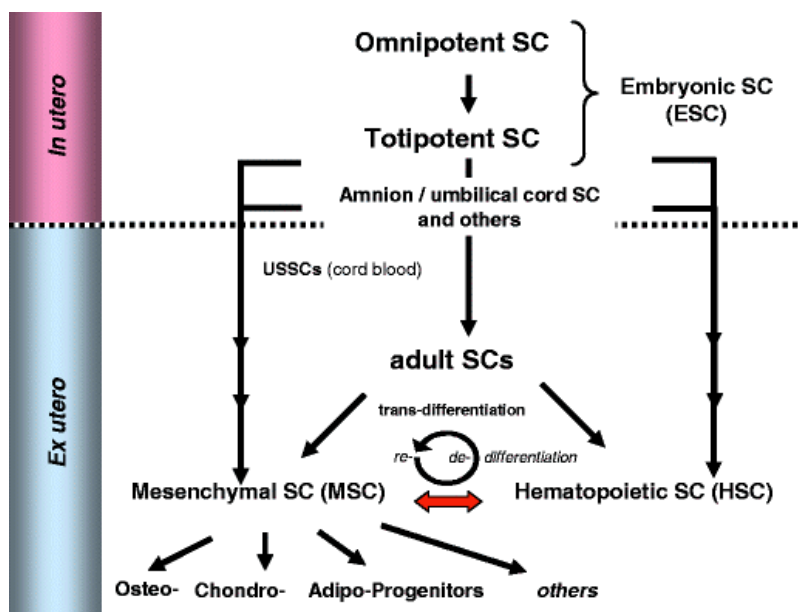 In utero
Omnipotent SC
Embryonic SC
(ESC)
Totipotent SC
Amnion / umbilical cord SC
and others
Ex utero
USSCs (cord blood)
adult SCs
trans-differentiation
re- de- differentiation
Mesenchymal SC (MSC)
Hematopoietic SC (HSC)
Osteo- Chondro- Adipo-Progenitors others